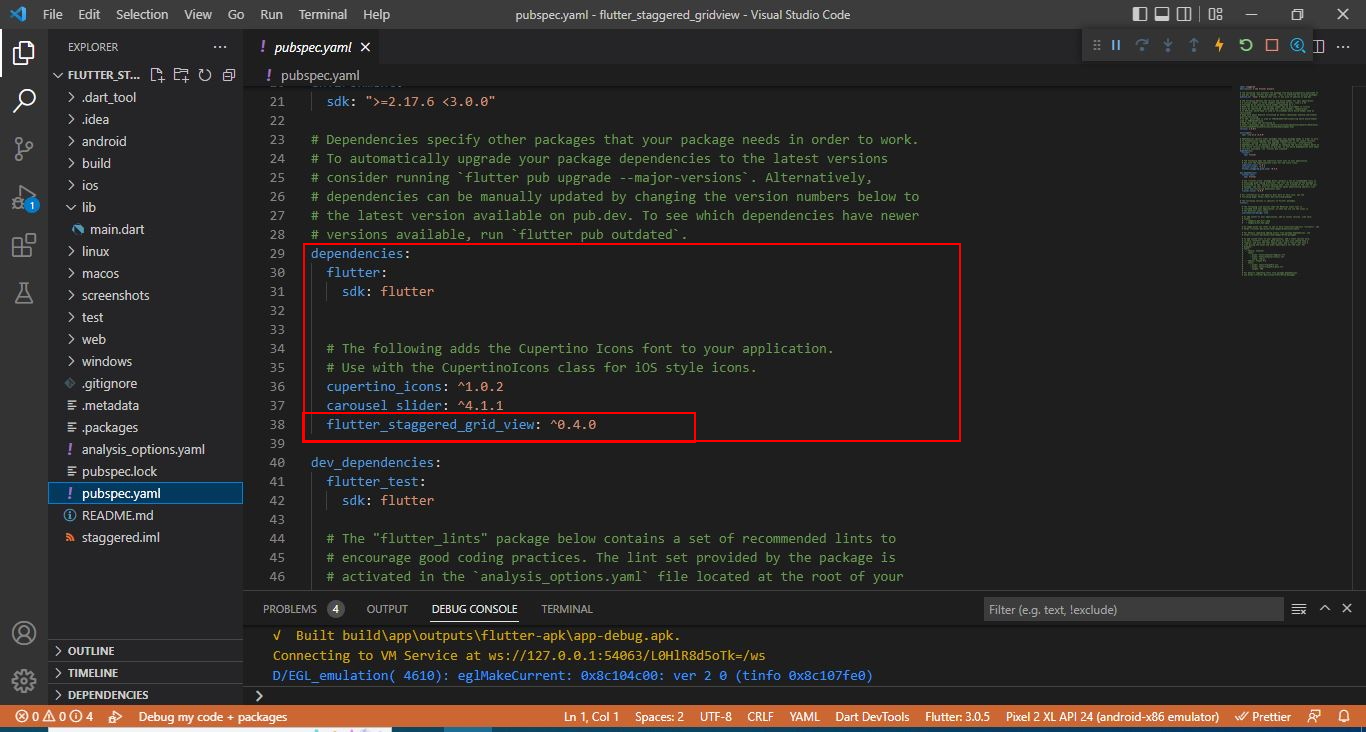 File Edit Selection View Go Run Terminal Help
pubspec.yaml - flutter_staggered_gridview - Visual Studio Code
EXPLORER
FLUTTER_ST...
.dart_tool
.idea
android
build
ios
lib
main.dart
linux
macos
screenshots
test
web
windows
.gitignore
.metadata
.packages
analysis_options.yaml
pubspec.lock
pubspec.yaml
README.md
staggered.iml
OUTLINE
TIMELINE
DEPENDENCIES
1
! pubspec.yaml
! pubspec.yaml
21 sdk: ">=2.17.6 <3.0.0"
22
23 # Dependencies specify other packages that your package needs in order to work.
24 # To automatically upgrade your package dependencies to the latest versions
25 # consider running `flutter pub upgrade --major-versions`. Alternatively,
26 # dependencies can be manually updated by changing the version numbers below to
27 # the latest version available on pub.dev. To see which dependencies have newer
28 # versions available, run `flutter pub outdated`.
29 dependencies:
30 flutter:
31 sdk: flutter
32
33
34 # The following adds the Cupertino Icons font to your application.
35 # Use with the CupertinoIcons class for iOS style icons.
36 cupertino_icons: ^1.0.2
37 carousel_slider: ^4.1.1
38 flutter_staggered_grid_view: ^0.4.0
39
40 dev_dependencies:
41 flutter_test:
42 sdk: flutter
43
44 # The "flutter_lints" package below contains a set of recommended lints to
45 # encourage good coding practices. The lint set provided by the package is
46 # activated in the `analysis_options.yaml` file located at the root of your
PROBLEMS 4 OUTPUT DEBUG CONSOLE TERMINAL
Filter (e.g. text, !exclude)
√ Built build\app\outputs\flutter-apk\app-debug.apk.
Connecting to VM Service at ws://127.0.0.1:54063/L0HlR8d5oTk=/ws
D/EGL_emulation( 4610): eglMakeCurrent: 0x8c104c00: ver 2 0 (tinfo 0x8c107fe0)
0 0 4 Debug my code + packages Ln 1, Col 1 Spaces: 2 UTF-8 CRLF YAML Dart DevTools Flutter: 3.0.5 Pixel 2 XL API 24 (android-x86 emulator) Prettier